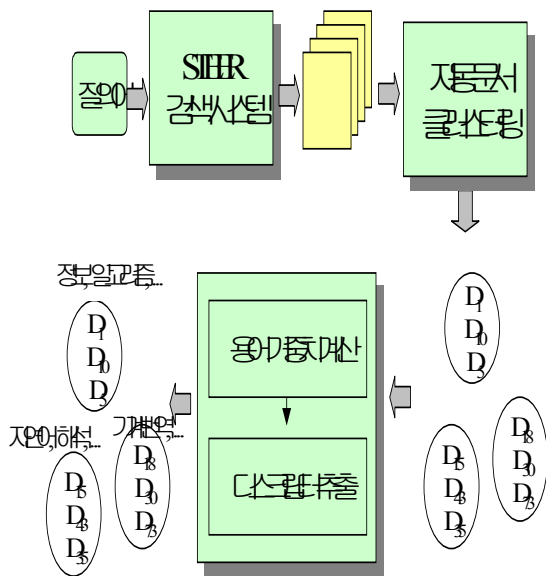 질의어
SITEER
검색시스템
자동문서
클러스터링
정보,알고리즘,...
D1
D10
D3
자연어,해석,...
D15
D43
D35
기계번역,...
D18
D30
D73
용어가중치계산
디스크립터추출
D1
D10
D3
D15
D43
D35
D18
D30
D73